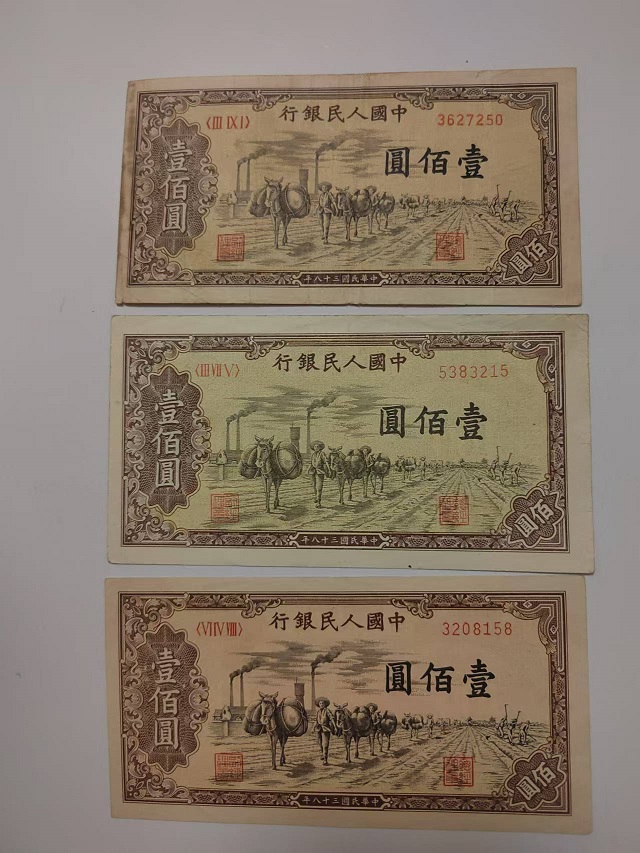 行銀民人國中
〈III IX I〉
3627250
圓佰壹
壹佰圓
佰圓
年八十三國民華中
行銀民人國中
〈III VII V〉
5383215
圓佰壹
壹佰圓
佰圓
年八十三國民華中
行銀民人國中
〈VII V VIII〉
3208158
圓佰壹
壹佰圓
佰圓
年八十三國民華中